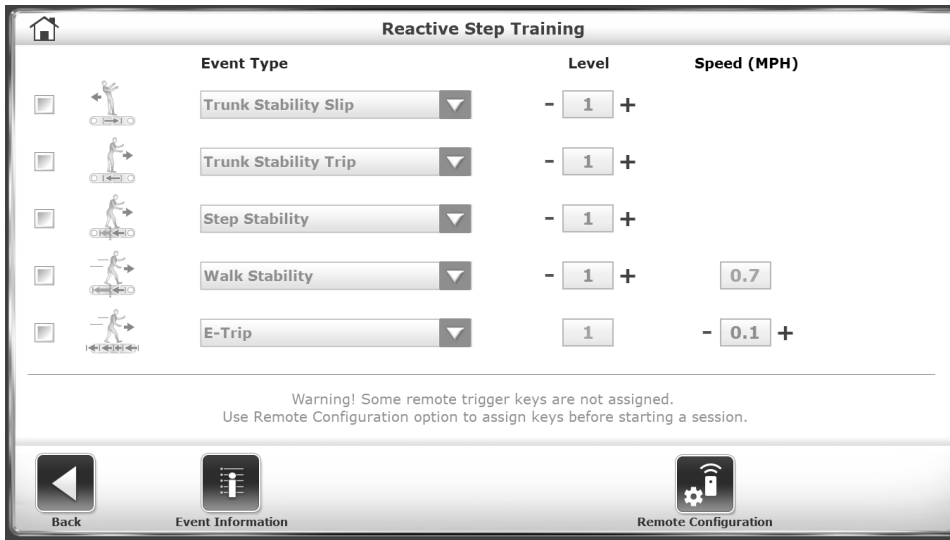 Reactive Step Training
Event Type Level Speed (MPH)
Trunk Stability Slip - 1 +
Trunk Stability Trip - 1 +
Step Stability - 1 +
Walk Stability - 1 + 0.7
E-Trip 1 - 0.1 +
Warning! Some remote trigger keys are not assigned.
Use Remote Configuration option to assign keys before starting a session.
Back Event Information Remote Configuration